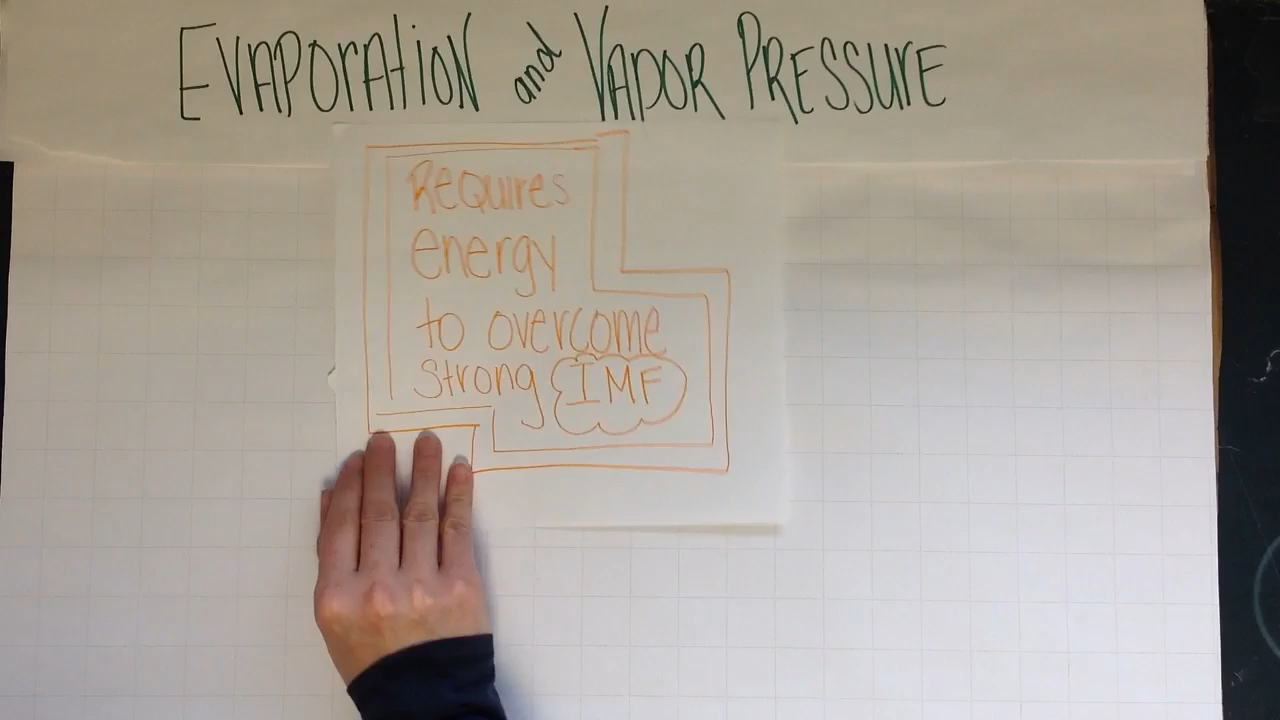 EVAPOrAtiON and VAPOR PRESSUrE
Requires
energy
to overcome
strong IMF